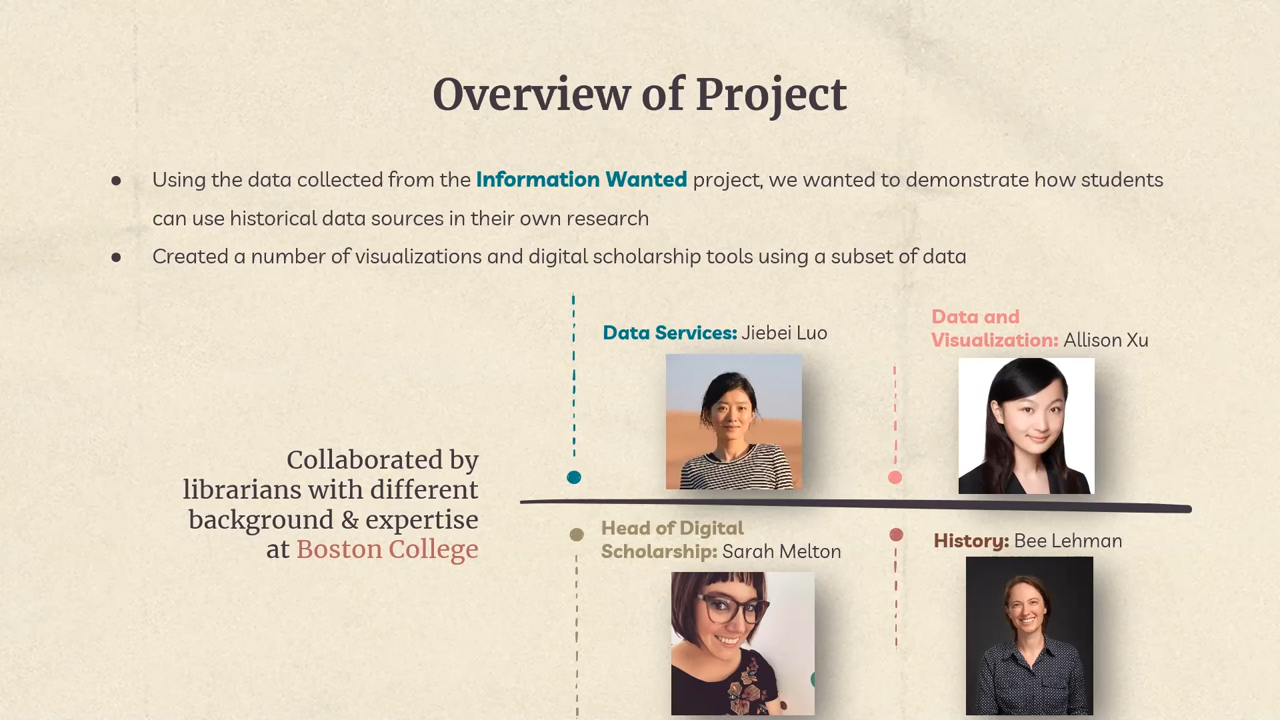 Overview of Project
● Using the data collected from the Information Wanted project, we wanted to demonstrate how students
can use historical data sources in their own research
● Created a number of visualizations and digital scholarship tools using a subset of data
Collaborated by
librarians with different
background & expertise
at Boston College
Data Services: Jiebei Luo
Data and
Visualization: Allison Xu
Head of Digital
Scholarship: Sarah Melton
History: Bee Lehman